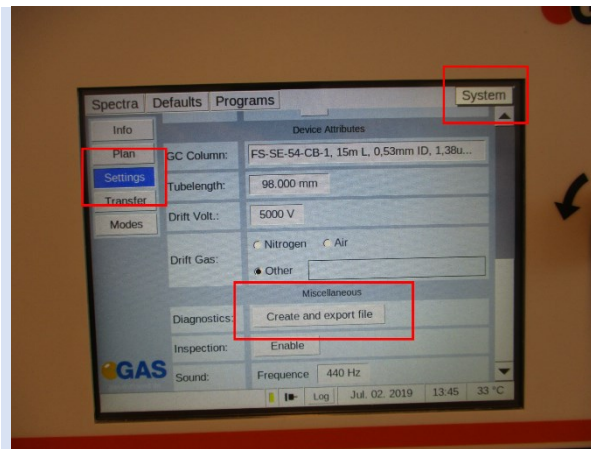 Spectra Defaults Programs System
Info
Device Attributes
Plan
GC Column: FS-SE-54-CB-1, 15m L, 0,53mm ID, 1,38u...
Settings
Tubelength: 98.000 mm
Transfer
Drift Volt.: 5000 V
Modes
Drift Gas: Nitrogen Air
Other
Miscellaneous
Diagnostics: Create and export file
Inspection: Enable
GAS
Sound: Frequency 440 Hz
Log Jul. 02. 2019 13:45 33 °C